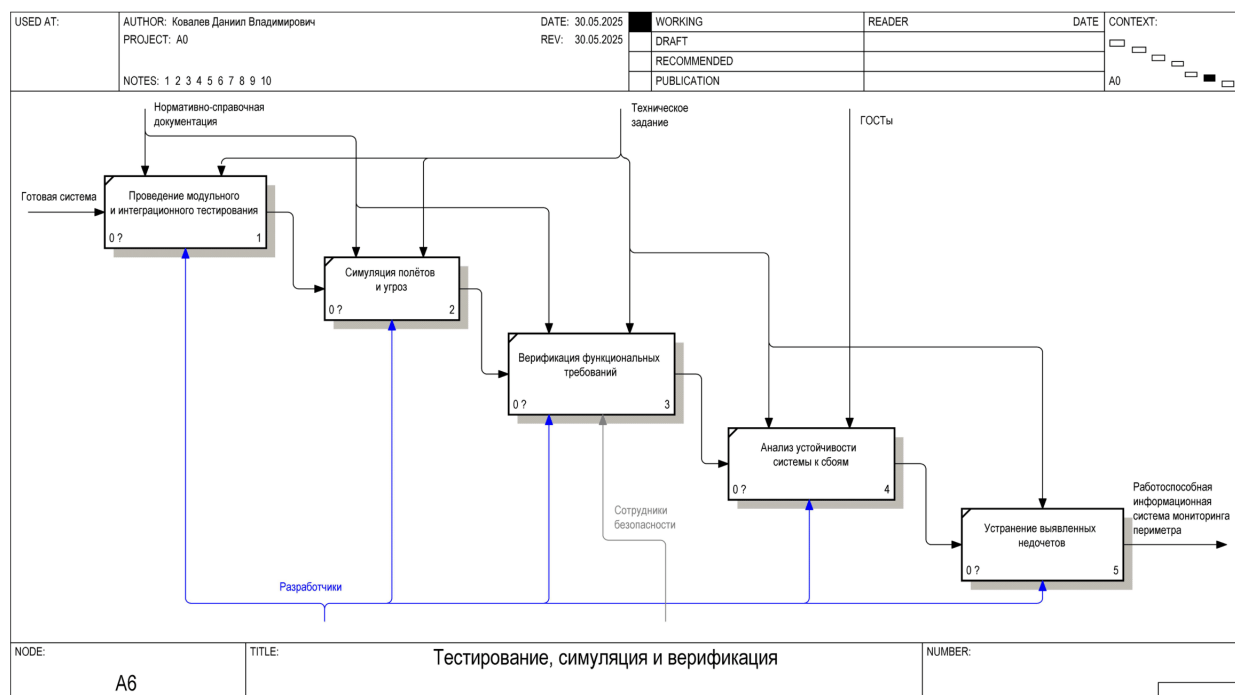 USED AT:
AUTHOR: Ковалев Даниил Владимирович
DATE: 30.05.2025
PROJECT: A0
REV: 30.05.2025
NOTES: 1 2 3 4 5 6 7 8 9 10
WORKING
DRAFT
RECOMMENDED
PUBLICATION
READER
DATE
CONTEXT:
A0
Нормативно-справочная
документация
Техническое
задание
ГОСТы
Готовая система
Проведение модульного
и интеграционного тестирования
0 ?
1
Симуляция полётов
и угроз
0 ?
2
Верификация функциональных
требований
0 ?
3
Анализ устойчивости
системы к сбоям
0 ?
4
Устранение выявленных
недочетов
0 ?
5
Работоспособная
информационная
система мониторинга
периметра
Сотрудники
безопасности
Разработчики
NODE:
A6
TITLE:
Тестирование, симуляция и верификация
NUMBER: